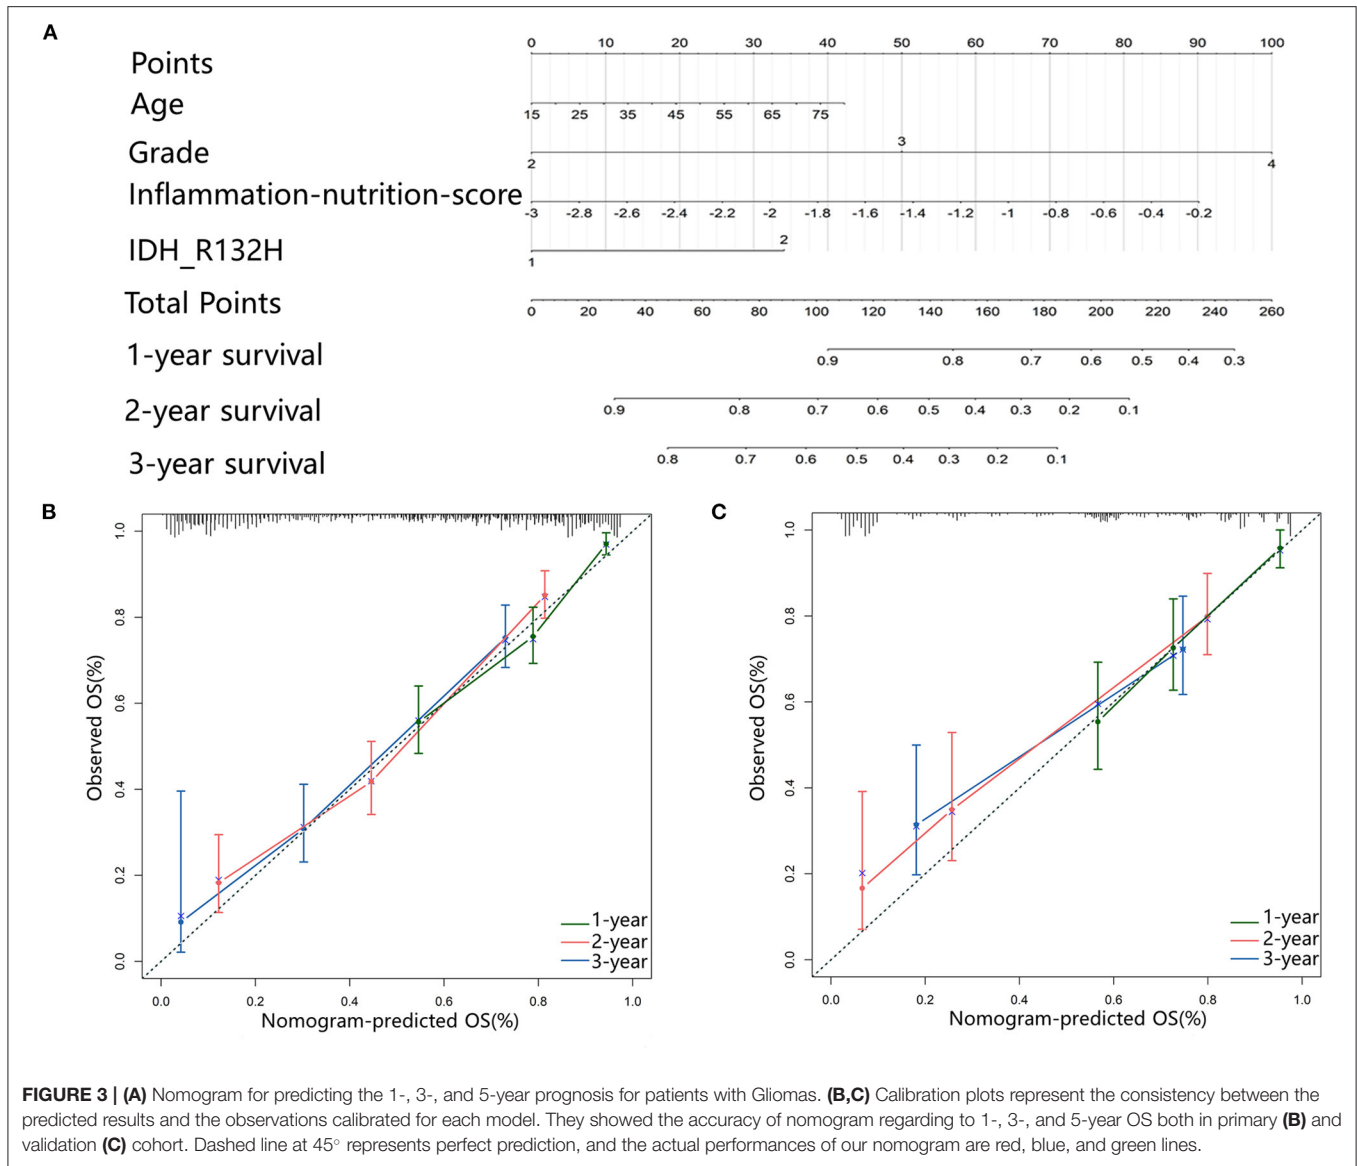 A
0 10 20 30 40 50 60 70 80 90 100
Points
Age
15 25 35 45 55 65 75
3
Grade
2 4
Inflammation-nutrition-score
-3 -2.8 -2.6 -2.4 -2.2 -2 -1.8 -1.6 -1.4 -1.2 -1 -0.8 -0.6 -0.4 -0.2
2
IDH_R132H
1
Total Points
0 20 40 60 80 100 120 140 160 180 200 220 240 260
1-year survival
0.9 0.8 0.7 0.6 0.5 0.4 0.3
2-year survival
0.9 0.8 0.7 0.6 0.5 0.4 0.3 0.2 0.1
3-year survival
0.8 0.7 0.6 0.5 0.4 0.3 0.2 0.1
B
1.0
0.8
0.6
0.4
0.2
0.0
Observed OS(%)
1-year
2-year
3-year
0.0 0.2 0.4 0.6 0.8 1.0
Nomogram-predicted OS(%)
C
1.0
0.8
0.6
0.4
0.2
0.0
Observed OS(%)
1-year
2-year
3-year
0.0 0.2 0.4 0.6 0.8 1.0
Nomogram-predicted OS(%)
FIGURE 3 | (A) Nomogram for predicting the 1-, 3-, and 5-year prognosis for patients with Gliomas. (B,C) Calibration plots represent the consistency between the
predicted results and the observations calibrated for each model. They showed the accuracy of nomogram regarding to 1-, 3-, and 5-year OS both in primary (B) and
validation (C) cohort. Dashed line at 45° represents perfect prediction, and the actual performances of our nomogram are red, blue, and green lines.